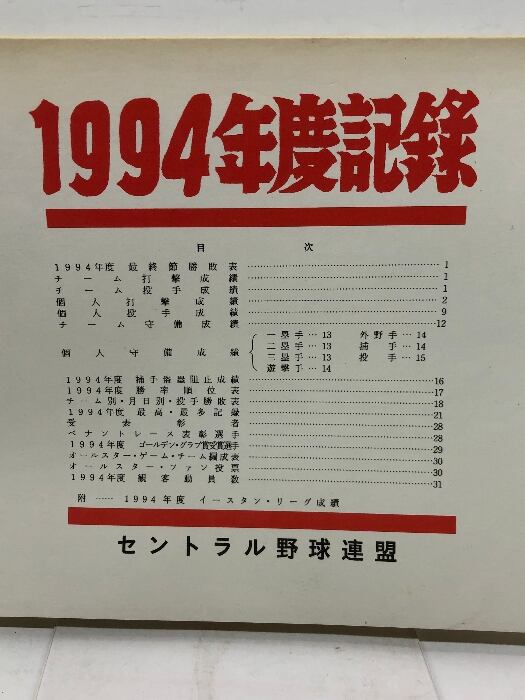 1994年度記録
目次
1994年度 最終節勝敗表 …… 1
チーム打撃成績 …… 1
チーム投手成績 …… 1
個人打撃成績 …… 2
個人投手成績 …… 9
チーム守備成績 …… 12
個人守備成績
一塁手… 13 外野手… 14
二塁手… 13 捕手… 14
三塁手… 13 投手… 15
遊撃手… 14
1994年度 捕手盗塁阻止成績 …… 16
1994年度 勝率順位表 …… 17
チーム別・月日別・投手勝敗表 …… 18
1994年度 最高・最多記録 …… 21
受表彰者 …… 28
ペナントレース表彰選手 …… 28
1994年度 ゴールデン・グラブ賞受賞選手 …… 29
オールスター・ゲーム・チーム編成表 …… 30
オールスター・ファン投票 …… 30
1994年度 観客動員数 …… 31
附 …… 1994年度 イースタン・リーグ成績
セントラル野球連盟